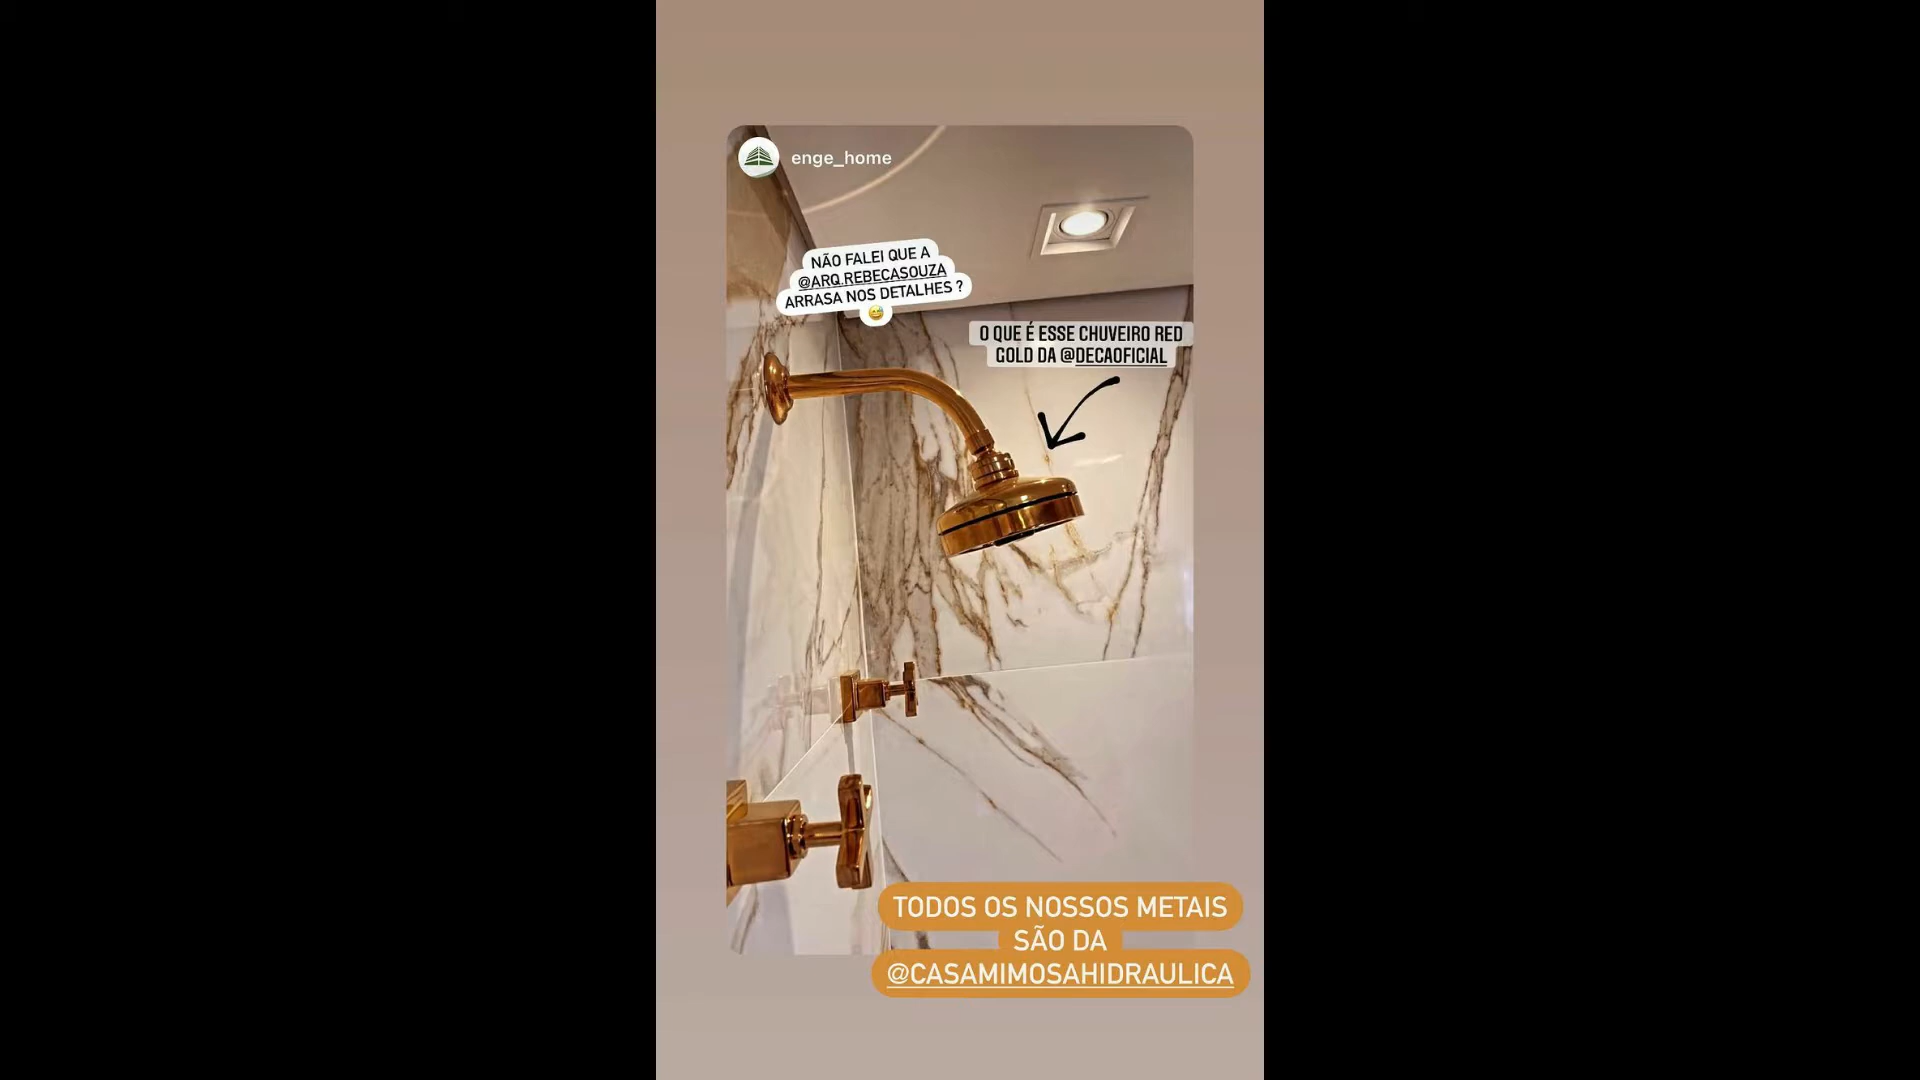 enge_home
NÃO FALEI QUE A
@ARQ.REBECASOUZA
ARRASA NOS DETALHES ?
😅
O QUE É ESSE CHUVEIRO RED
GOLD DA @DECAOFICIAL
TODOS OS NOSSOS METAIS
SÃO DA
@CASAMIMOSAHIDRAULICA